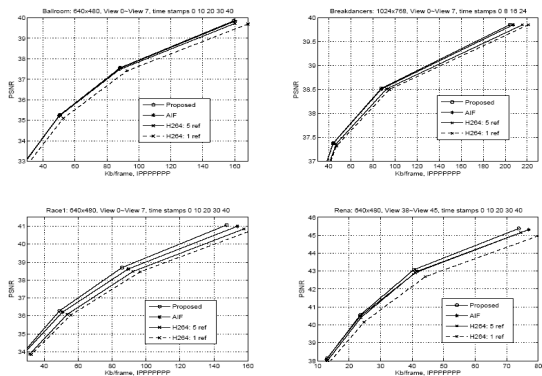 Ballroom: 640x480, View 0-View 7, time stamps 0 10 20 30 40
40
39
38
37
36
35
34
33
PSNR
Proposed
AIF
H264: 5 ref
H264: 1 ref
40 60 80 100 120 140 160
Kb/frame, IPPPPPPP
Breakdancers: 1024x768, View 0-View 7, time stamps 0 8 16 24
40
39.5
39
38.5
38
37.5
37
PSNR
Proposed
AIF
H264: 5 ref
H264: 1 ref
40 60 80 100 120 140 160 180 200 220
Kb/frame, IPPPPPPP
Race1: 640x480, View 0-View 7, time stamps 0 10 20 30 40
41
40
39
38
37
36
35
34
PSNR
Proposed
AIF
H264: 5 ref
H264: 1 ref
40 60 80 100 120 140 160
Kb/frame, IPPPPPPP
Rena: 640x480, View 38-View 45, time stamps 0 10 20 30 40
46
45
44
43
42
41
40
39
38
PSNR
Proposed
AIF
H264: 5 ref
H264: 1 ref
20 30 40 50 60 70 80
Kb/frame, IPPPPPPP